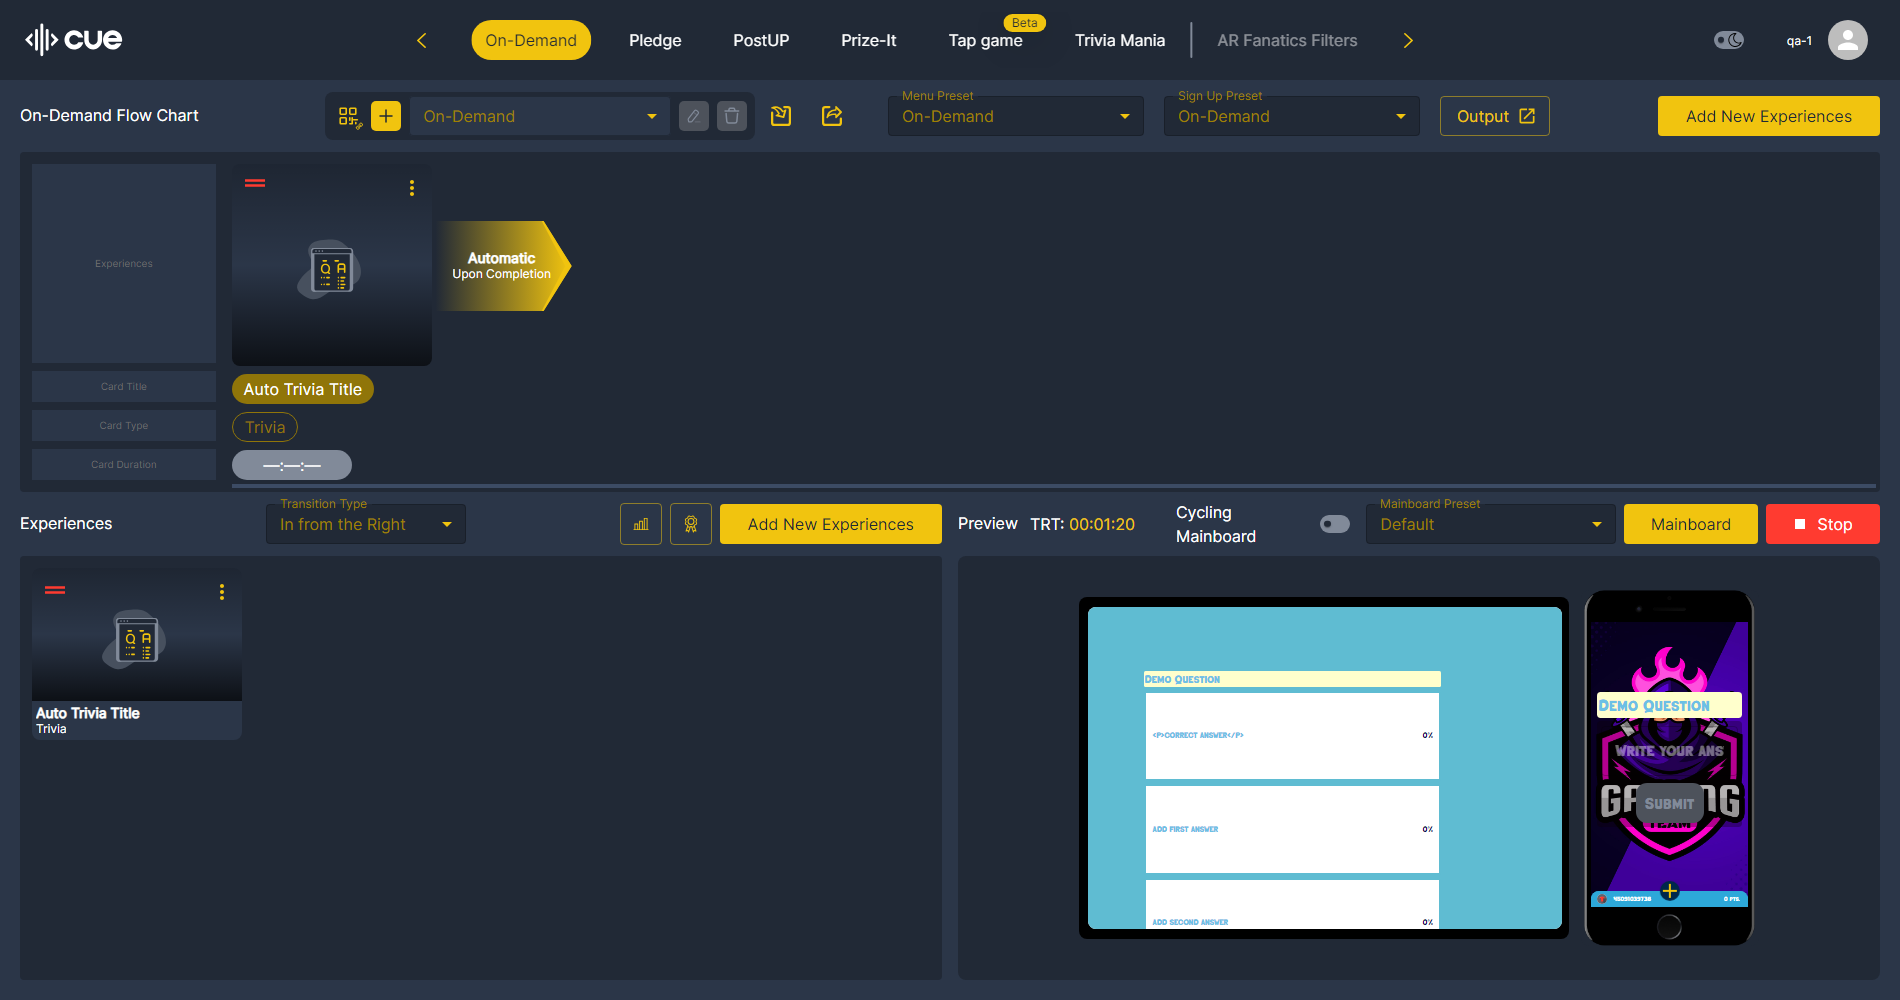 cue
On-Demand
Pledge
PostUP
Prize-It
Tap game
Beta
Trivia Mania
AR Fanatics Filters
qa-1
On-Demand Flow Chart
On-Demand
Menu Preset
On-Demand
Sign Up Preset
On-Demand
Output
Add New Experiences
Experiences
Automatic
Upon Completion
Card Title
Auto Trivia Title
Card Type
Trivia
Card Duration
—:—:—
Experiences
Transition Type
In from the Right
Add New Experiences
Preview
TRT: 00:01:20
Cycling
Mainboard
Mainboard Preset
Default
Mainboard
Stop
Q A
Auto Trivia Title
Trivia
Demo Question
<P>CORRECT ANSWER</P>
0%
ADD FIRST ANSWER
0%
ADD SECOND ANSWER
0%
Demo Question
WRITE YOUR ANS
SUBMIT
TEAM
0 PTS.